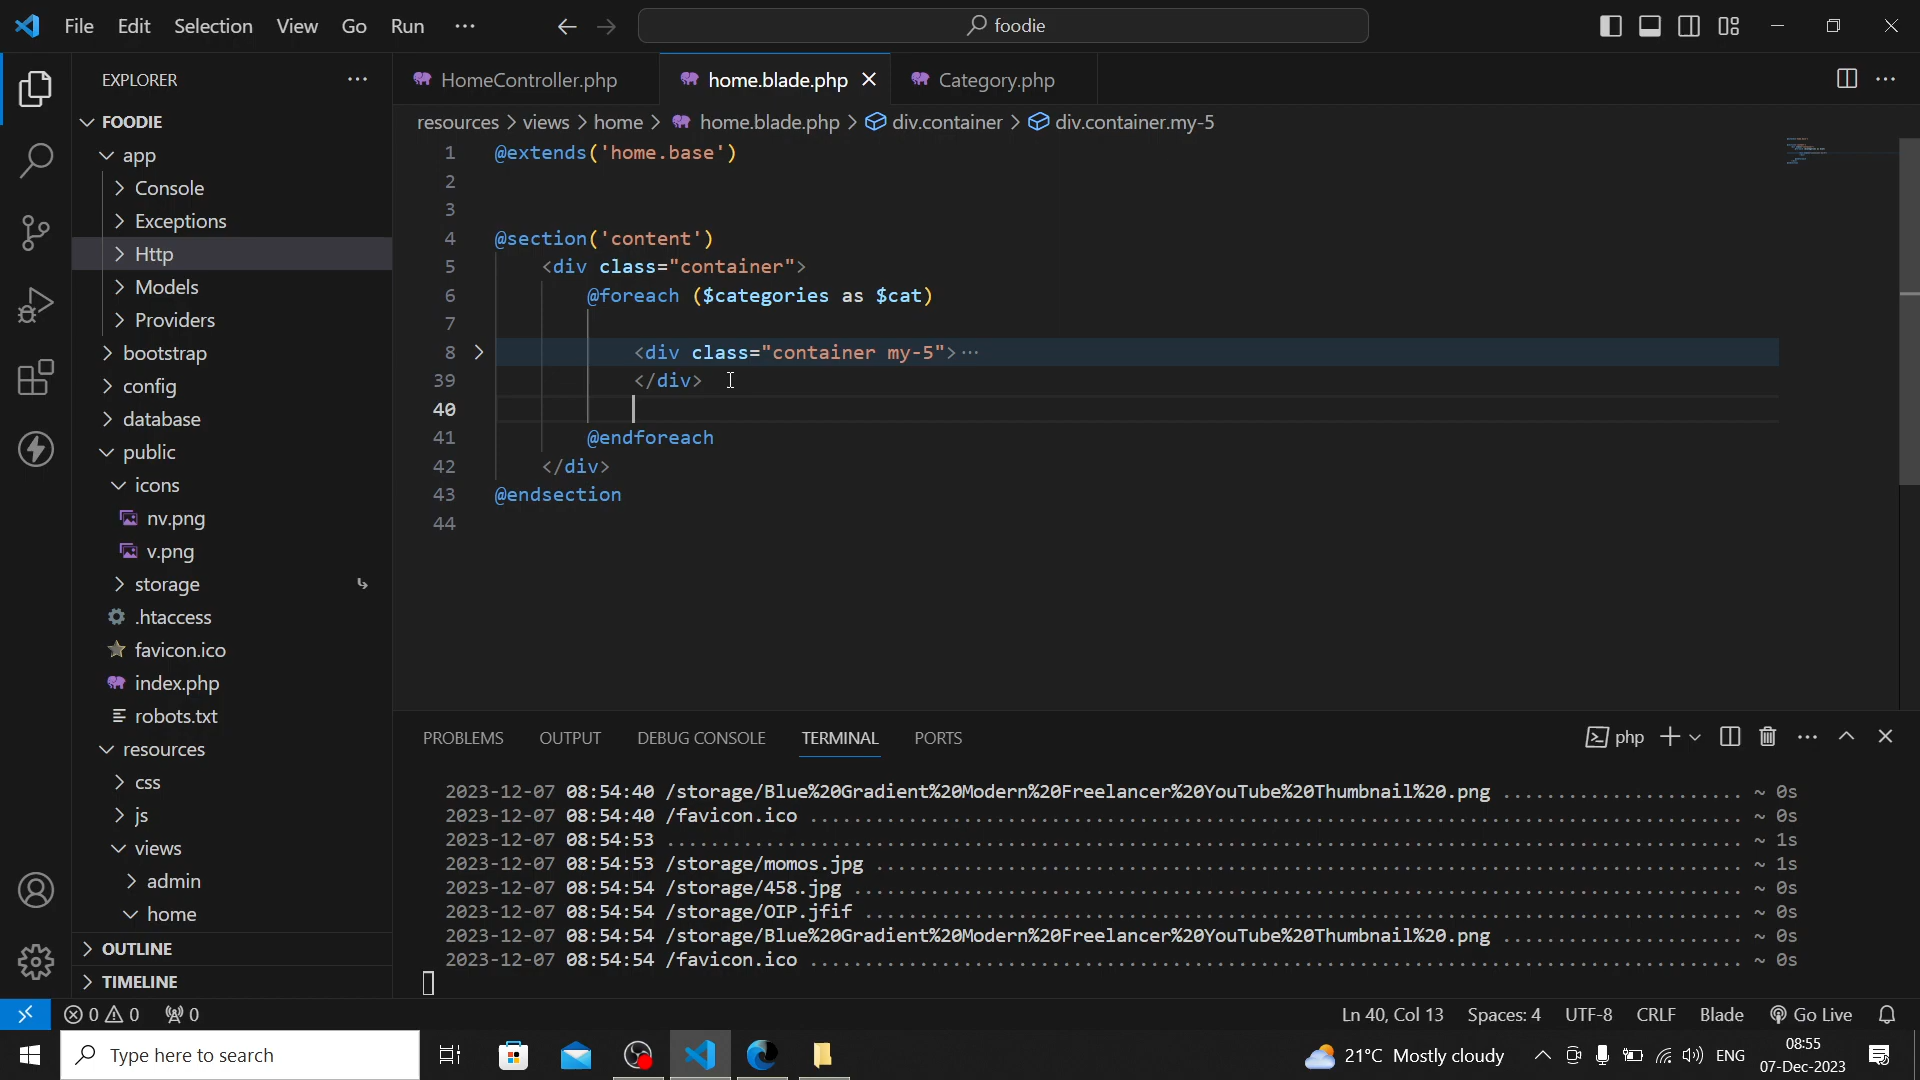 File Edit Selection View Go Run ··· foodie
EXPLORER ···
HomeController.php home.blade.php Category.php ···
FOODIE
resources > views > home > home.blade.php > div.container > div.container.my-5
app
Console
Exceptions
Http
Models
Providers
bootstrap
config
database
public
icons
nv.png
v.png
storage
.htaccess
favicon.ico
index.php
robots.txt
resources
css
js
views
admin
home
OUTLINE
TIMELINE
1 @extends('home.base')
2
3
4 @section('content')
5 <div class="container">
6 @foreach ($categories as $cat)
7
8 <div class="container my-5">···
39 </div>
40
41 @endforeach
42 </div>
43 @endsection
44
PROBLEMS OUTPUT DEBUG CONSOLE TERMINAL PORTS php ···
2023-12-07 08:54:40 /storage/Blue%20Gradient%20Modern%20Freelancer%20YouTube%20Thumbnail%20.png ....................... ~ 0s
2023-12-07 08:54:40 /favicon.ico ............................................................................................. ~ 0s
2023-12-07 08:54:53 ......................................................................................................... ~ 1s
2023-12-07 08:54:53 /storage/momos.jpg ...................................................................................... ~ 1s
2023-12-07 08:54:54 /storage/458.jpg ........................................................................................ ~ 0s
2023-12-07 08:54:54 /storage/OIP.jfif ....................................................................................... ~ 0s
2023-12-07 08:54:54 /storage/Blue%20Gradient%20Modern%20Freelancer%20YouTube%20Thumbnail%20.png ....................... ~ 0s
2023-12-07 08:54:54 /favicon.ico ............................................................................................. ~ 0s
0 0 0 Ln 40, Col 13 Spaces: 4 UTF-8 CRLF Blade Go Live
Type here to search 21°C Mostly cloudy ENG 08:55
07-Dec-2023